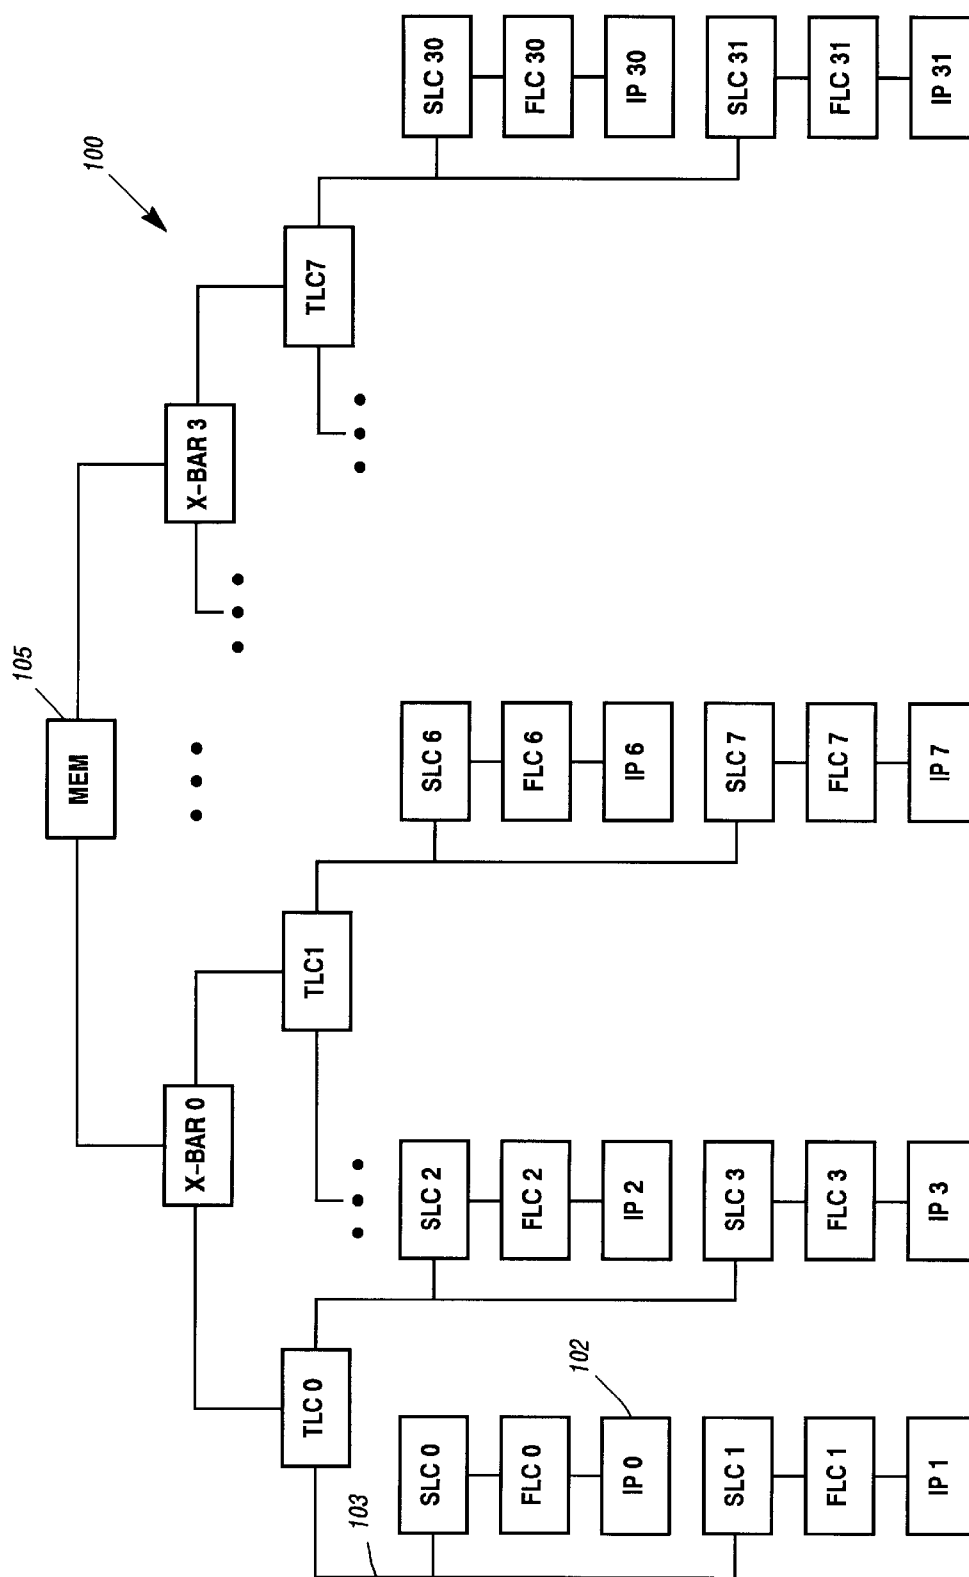 100
105
MEM
X-BAR 0
X-BAR 3
TLC 0
TLC1
TLC7
103
SLC 0
FLC 0
IP 0
102
SLC 1
FLC 1
IP 1
SLC 2
FLC 2
IP 2
SLC 3
FLC 3
IP 3
SLC 6
FLC 6
IP 6
SLC 7
FLC 7
IP 7
SLC 30
FLC 30
IP 30
SLC 31
FLC 31
IP 31